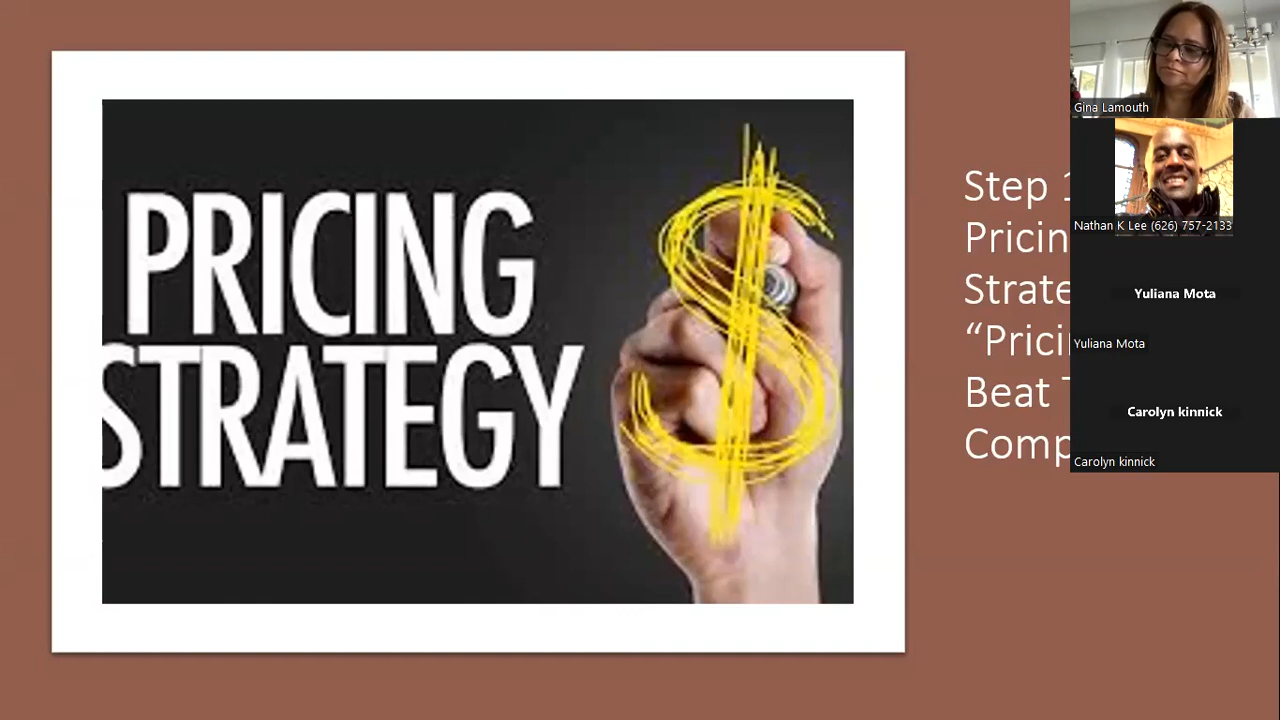 PRICING
STRATEGY
Step 1
Pricin
Strate
“Prici
Beat
Comp
Gina Lamouth
Nathan K Lee (626) 757-2133
Yuliana Mota
Yuliana Mota
Carolyn kinnick
Carolyn kinnick